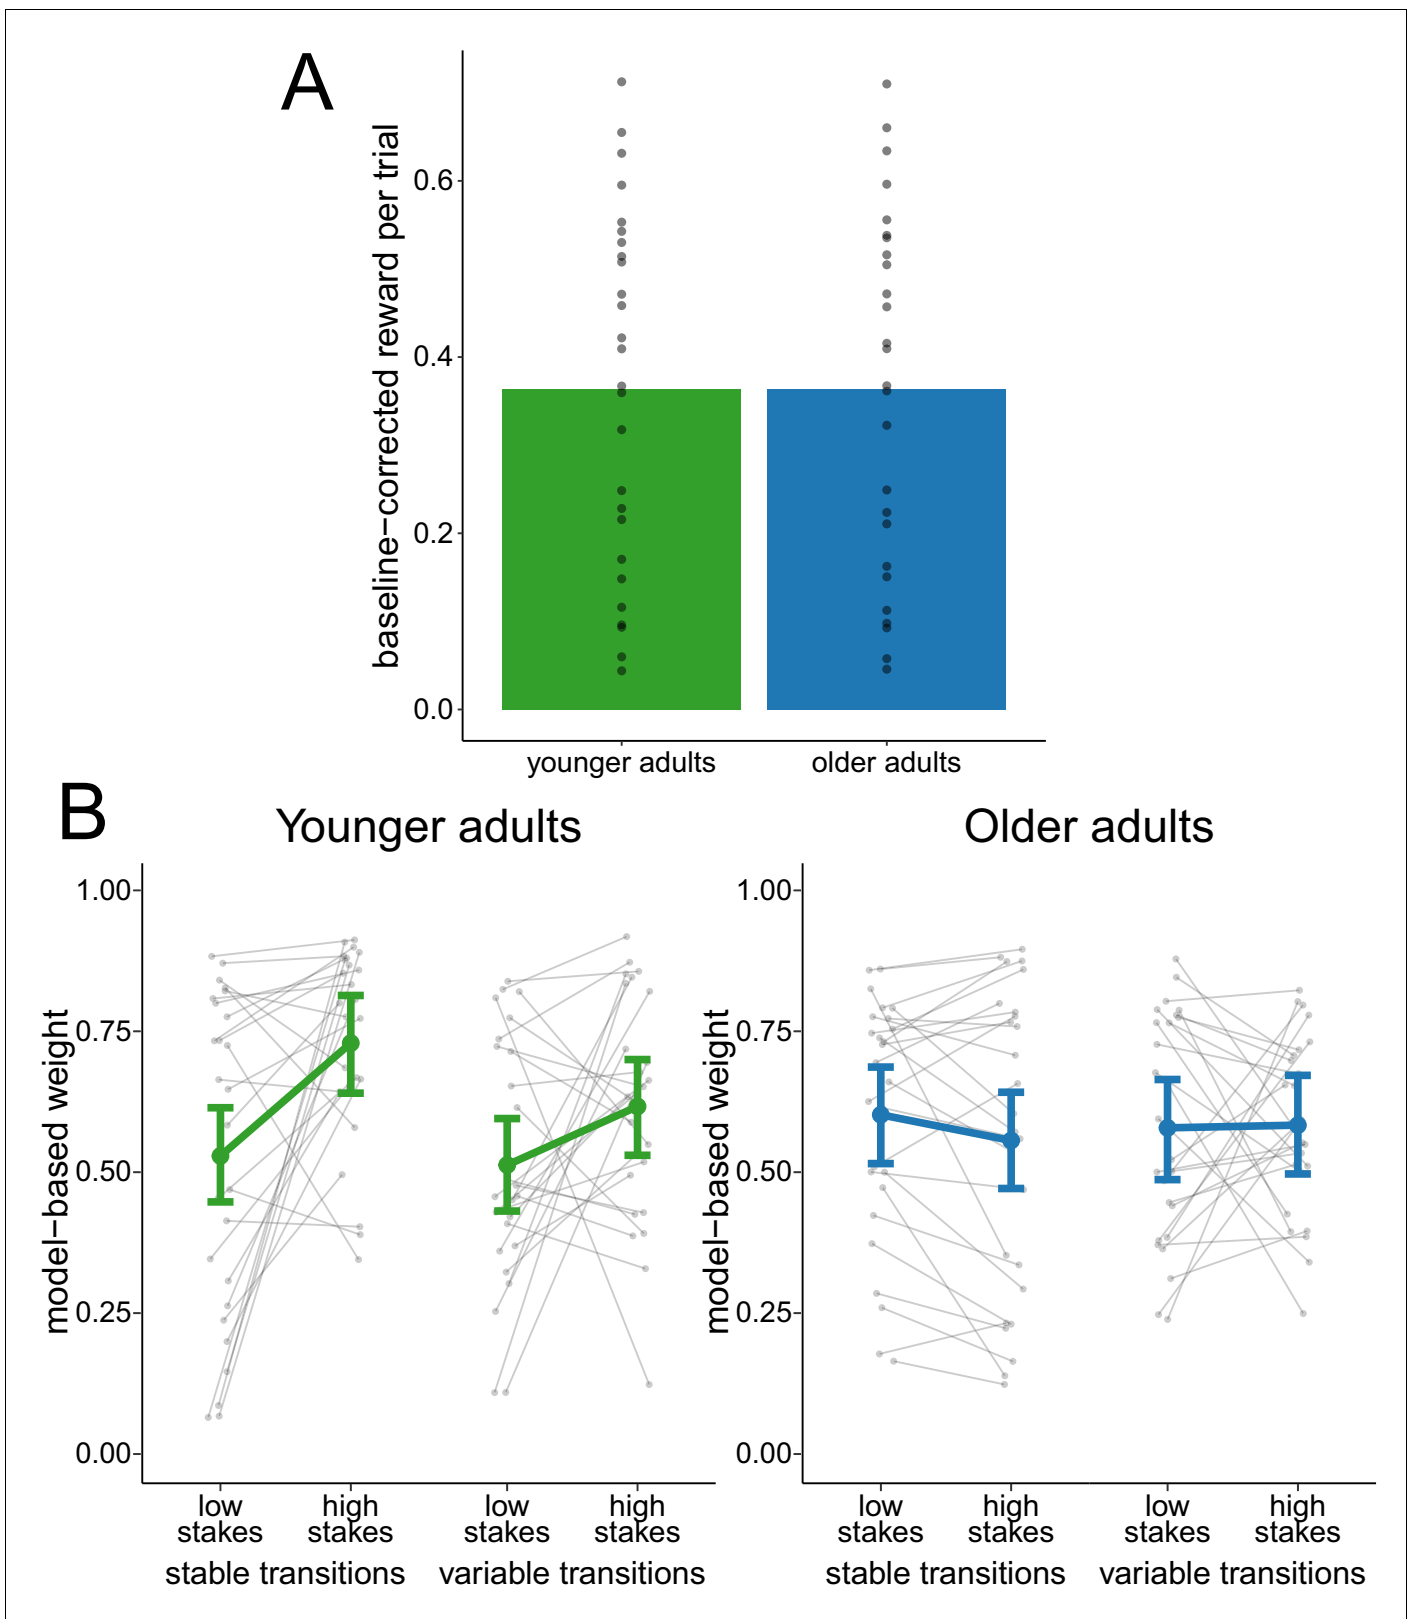 A
baseline−corrected reward per trial
0.6
0.4
0.2
0.0
younger adults
older adults
B
Younger adults
Older adults
model−based weight
1.00
0.75
0.50
0.25
0.00
low
stakes
high
stakes
low
stakes
high
stakes
stable transitions
variable transitions
model−based weight
1.00
0.75
0.50
0.25
0.00
low
stakes
high
stakes
low
stakes
high
stakes
stable transitions
variable transitions